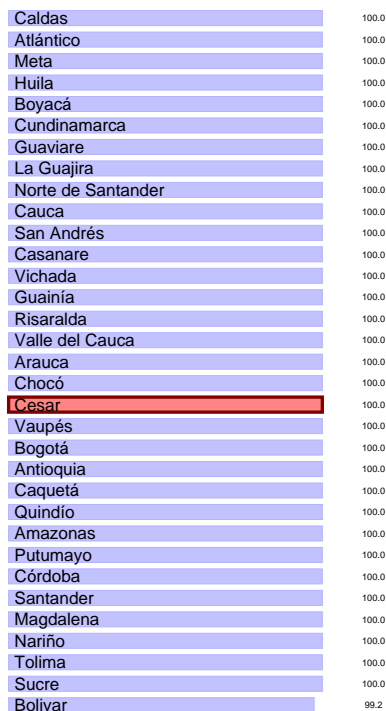 Caldas 100.0
Atlántico 100.0
Meta 100.0
Huila 100.0
Boyacá 100.0
Cundinamarca 100.0
Guaviare 100.0
La Guajira 100.0
Norte de Santander 100.0
Cauca 100.0
San Andrés 100.0
Casanare 100.0
Vichada 100.0
Guainía 100.0
Risaralda 100.0
Valle del Cauca 100.0
Arauca 100.0
Chocó 100.0
Cesar 100.0
Vaupés 100.0
Bogotá 100.0
Antioquia 100.0
Caquetá 100.0
Quindío 100.0
Amazonas 100.0
Putumayo 100.0
Córdoba 100.0
Santander 100.0
Magdalena 100.0
Nariño 100.0
Tolima 100.0
Sucre 100.0
Bolivar 99.2